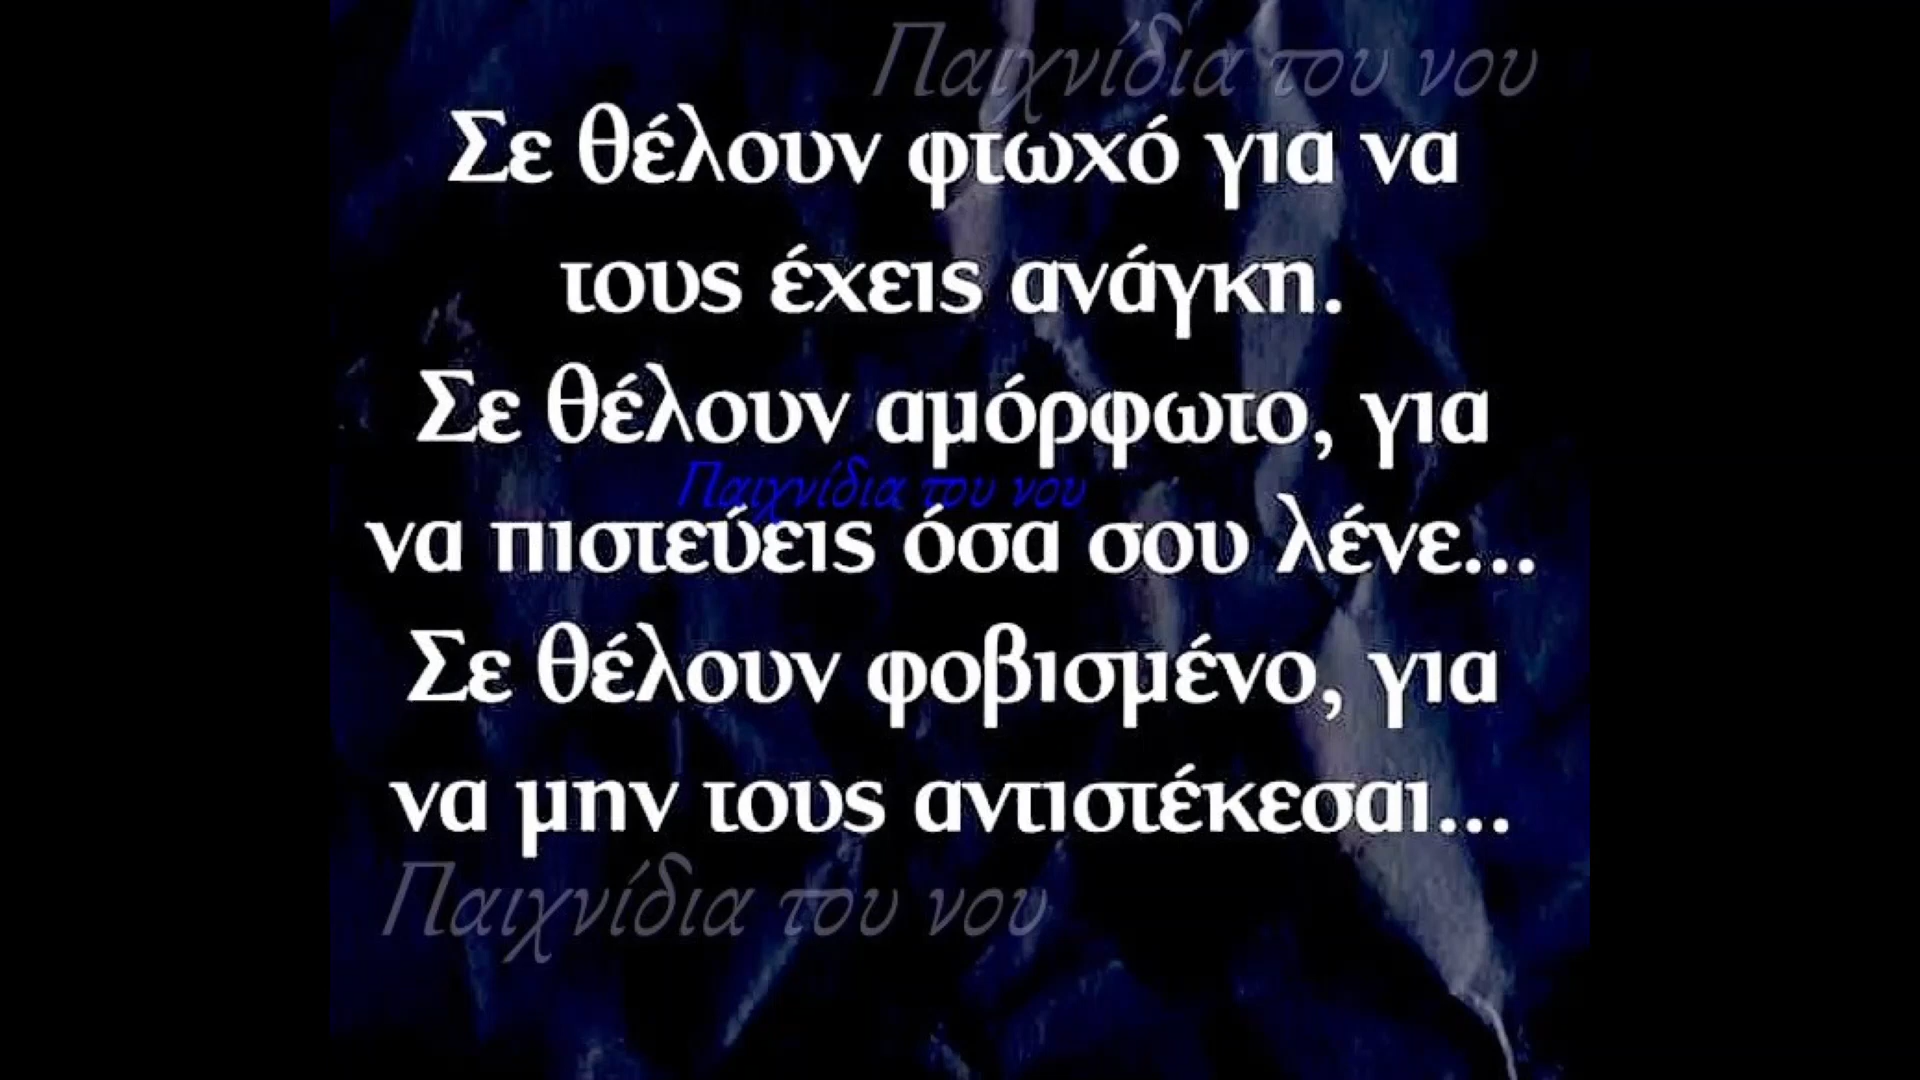 Παιχνίδια του νου
Σε θέλουν φτωχό για να
τους έχεις ανάγκη.
Σε θέλουν αμόρφωτο, για
Παιχνίδια του νου
να πιστεύεις όσα σου λένε...
Σε θέλουν φοβισμένο, για
να μην τους αντιστέκεσαι...
Παιχνίδια του νου